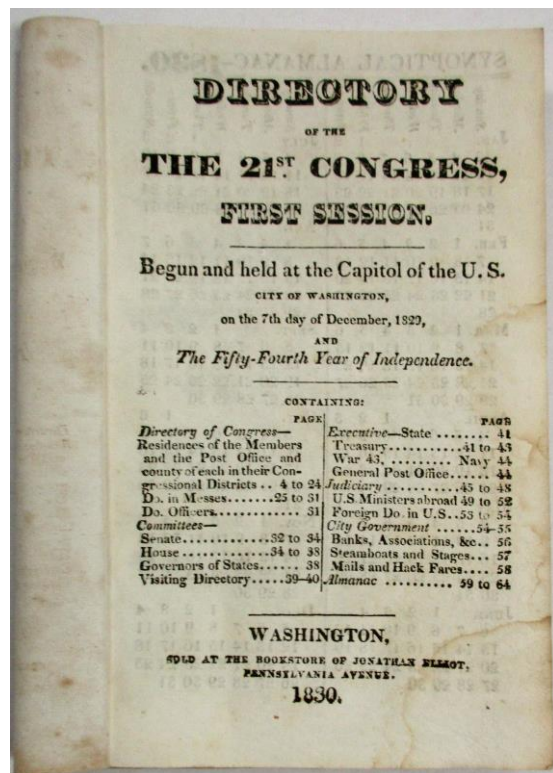 DIRECTORY
OF THE
THE 21ST. CONGRESS,
FIRST SESSION.
Begun and held at the Capitol of the U. S.
CITY OF WASHINGTON,
on the 7th day of December, 1829,
AND
The Fifty-Fourth Year of Independence.
CONTAINING:
PAGE
Directory of Congress—
Residences of the Members
and the Post Office and
county of each in their Con-
gressional Districts .. 4 to 24
Do. in Messes.......25 to 31
Do. Officers............ 31
Committees—
Senate..............32 to 34
House..............34 to 38
Governors of States...... 38
Visiting Directory.....39-40
PAGE
Executive—State ........ 41
Treasury..........41 to 43
War 43, ......... Navy 44
General Post Office...... 44
Judiciary ..........45 to 48
U.S. Ministers abroad 49 to 52
Foreign Do. in U.S..53 to 54
City Government ......54-55
Banks, Associations, &c.. 56
Steamboats and Stages... 57
Mails and Hack Fares.... 58
Almanac .......... 59 to 64
WASHINGTON,
SOLD AT THE BOOKSTORE OF JONATHAN ELLIOT,
PENNSYLVANIA AVENUE.
1830.